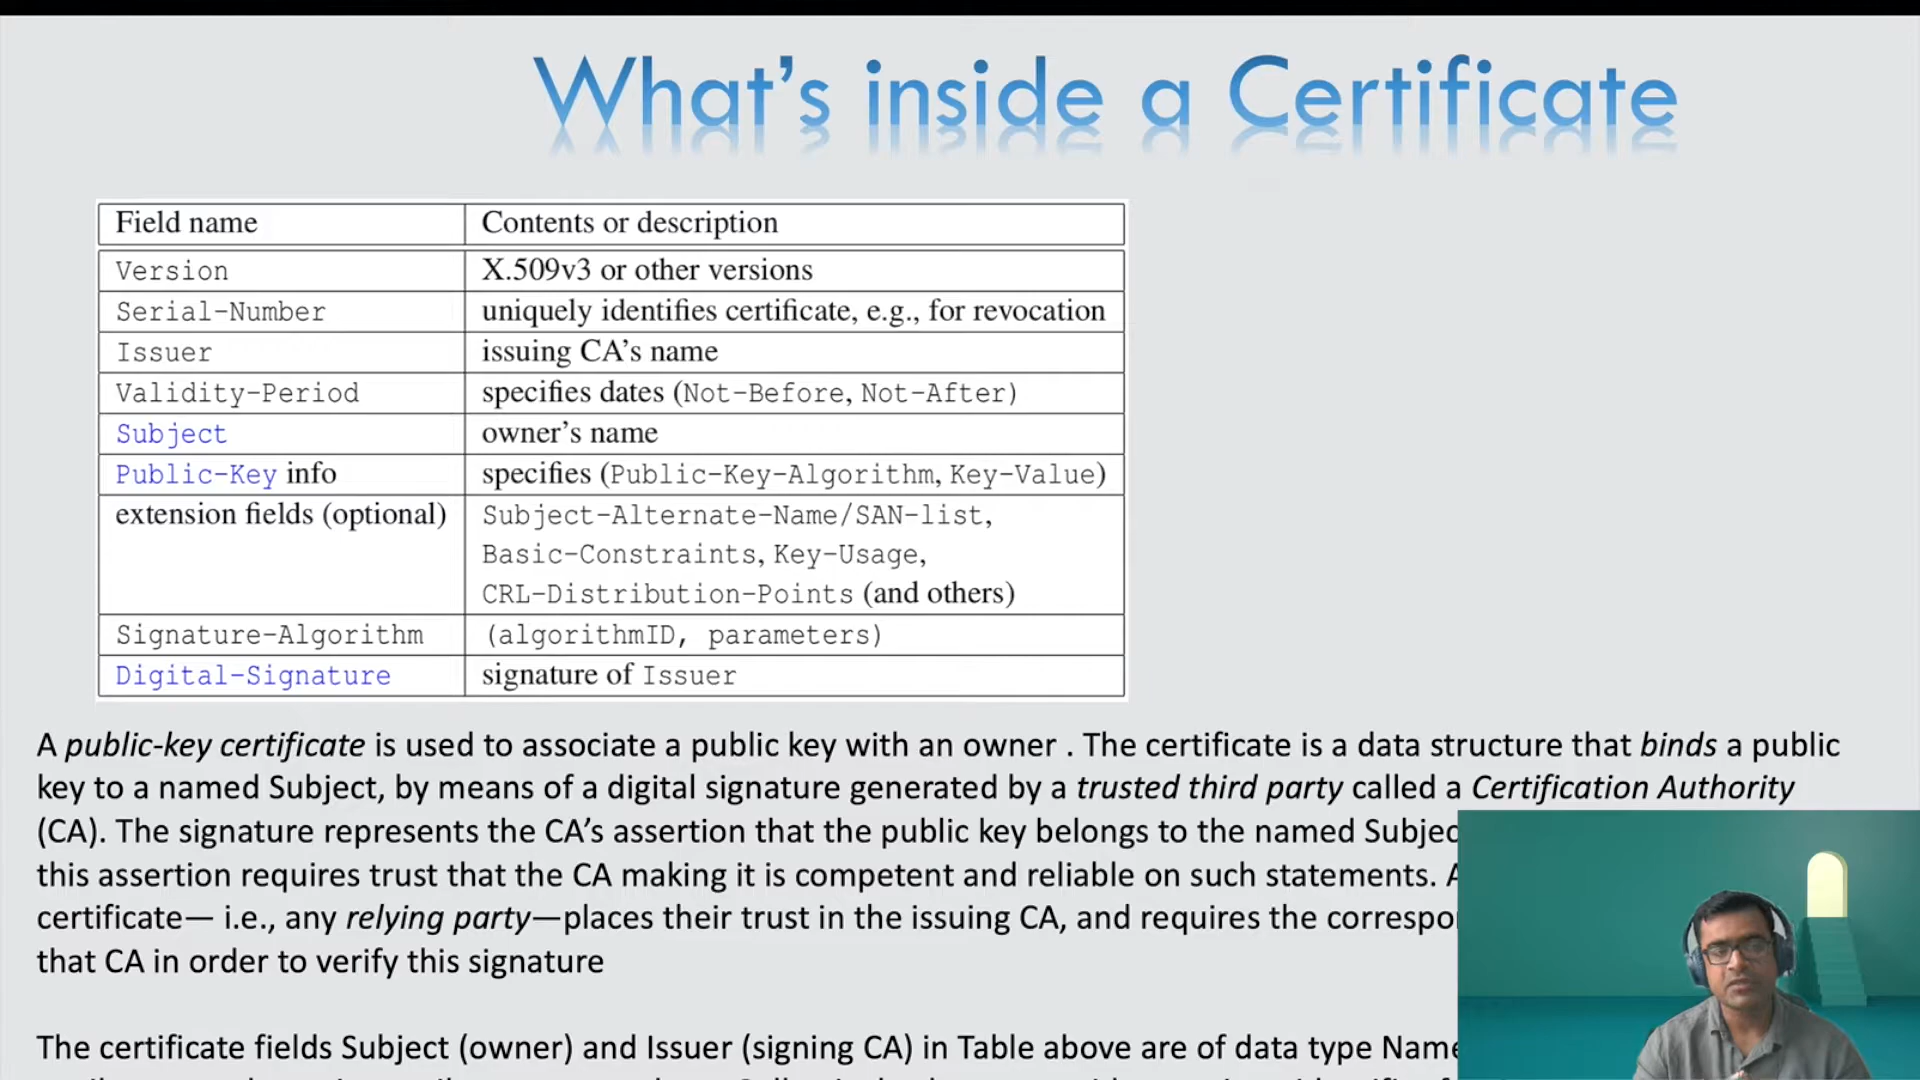 What's inside a Certificate
Field name Contents or description
Version X.509v3 or other versions
Serial-Number uniquely identifies certificate, e.g., for revocation
Issuer issuing CA's name
Validity-Period specifies dates (Not-Before, Not-After)
Subject owner's name
Public-Key info specifies (Public-Key-Algorithm, Key-Value)
extension fields (optional) Subject-Alternate-Name/SAN-list,
Basic-Constraints, Key-Usage,
CRL-Distribution-Points (and others)
Signature-Algorithm (algorithmID, parameters)
Digital-Signature signature of Issuer
A public-key certificate is used to associate a public key with an owner . The certificate is a data structure that binds a public
key to a named Subject, by means of a digital signature generated by a trusted third party called a Certification Authority
(CA). The signature represents the CA's assertion that the public key belongs to the named
this assertion requires trust that the CA making it is competent and reliable on such statements.
certificate— i.e., any relying party—places their trust in the issuing CA, and requires the
that CA in order to verify this signature
The certificate fields Subject (owner) and Issuer (signing CA) in Table above are of data type Name